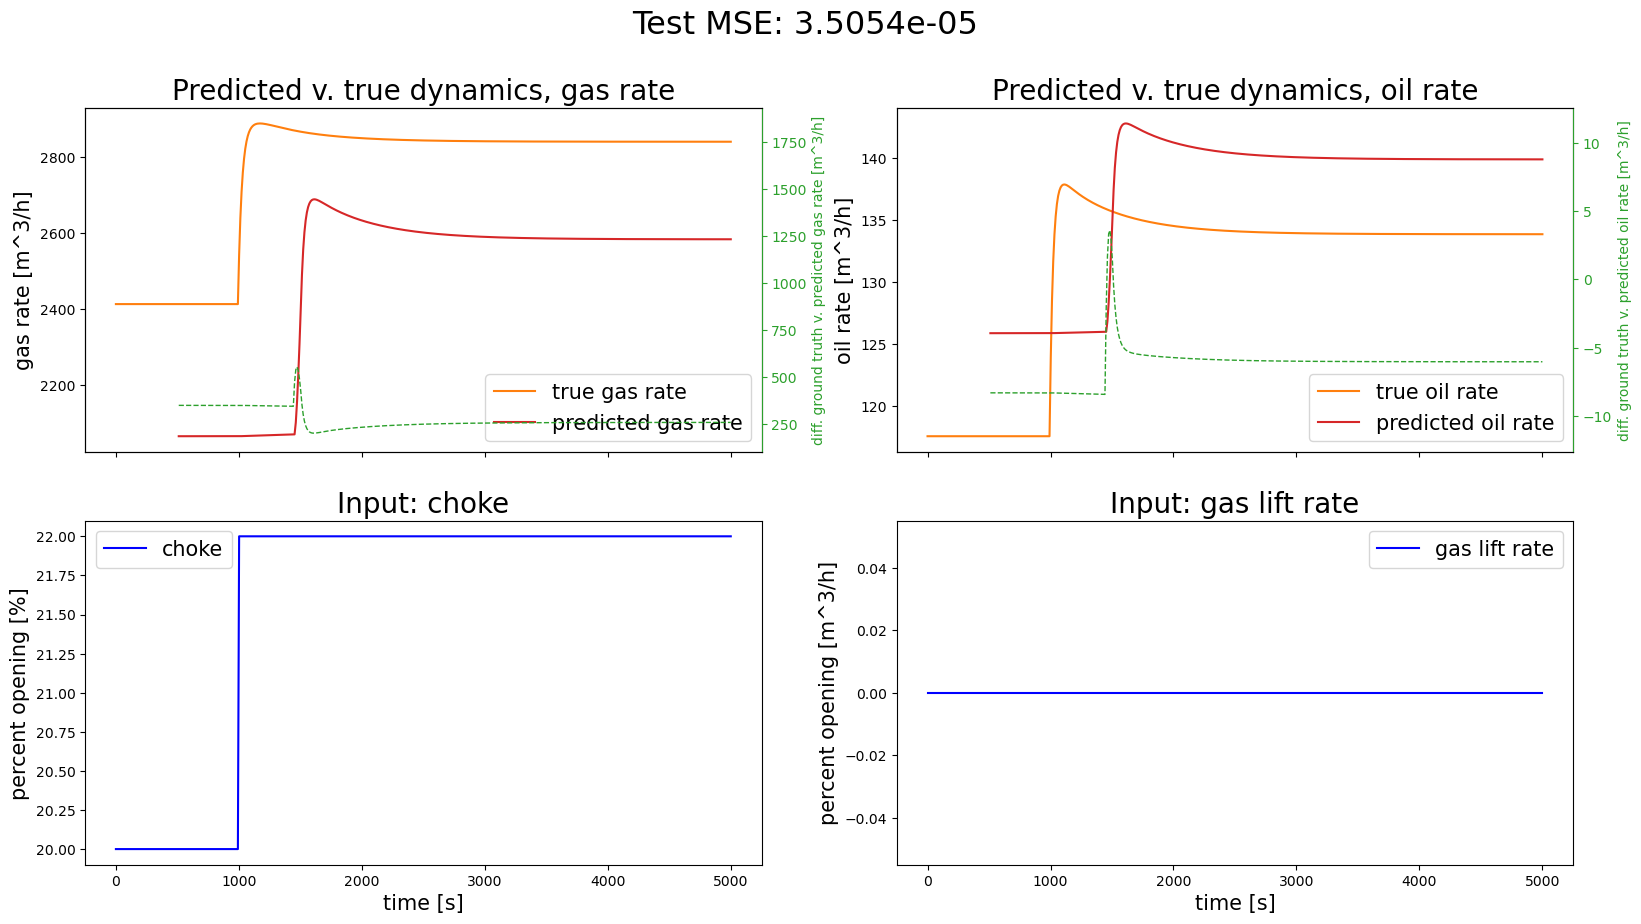 Test MSE: 3.5054e-05
Predicted v. true dynamics, gas rate
gas rate [m^3/h]
2800
2600
2400
2200
1750
1500
1250
1000
750
500
250
diff. ground truth v. predicted gas rate [m^3/h]
true gas rate
predicted gas rate
Predicted v. true dynamics, oil rate
oil rate [m^3/h]
140
135
130
125
120
10
5
0
−5
−10
diff. ground truth v. predicted oil rate [m^3/h]
true oil rate
predicted oil rate
Input: choke
percent opening [%]
22.00
21.75
21.50
21.25
21.00
20.75
20.50
20.25
20.00
choke
0
1000
2000
3000
4000
5000
time [s]
Input: gas lift rate
percent opening [m^3/h]
0.04
0.02
0.00
−0.02
−0.04
gas lift rate
0
1000
2000
3000
4000
5000
time [s]